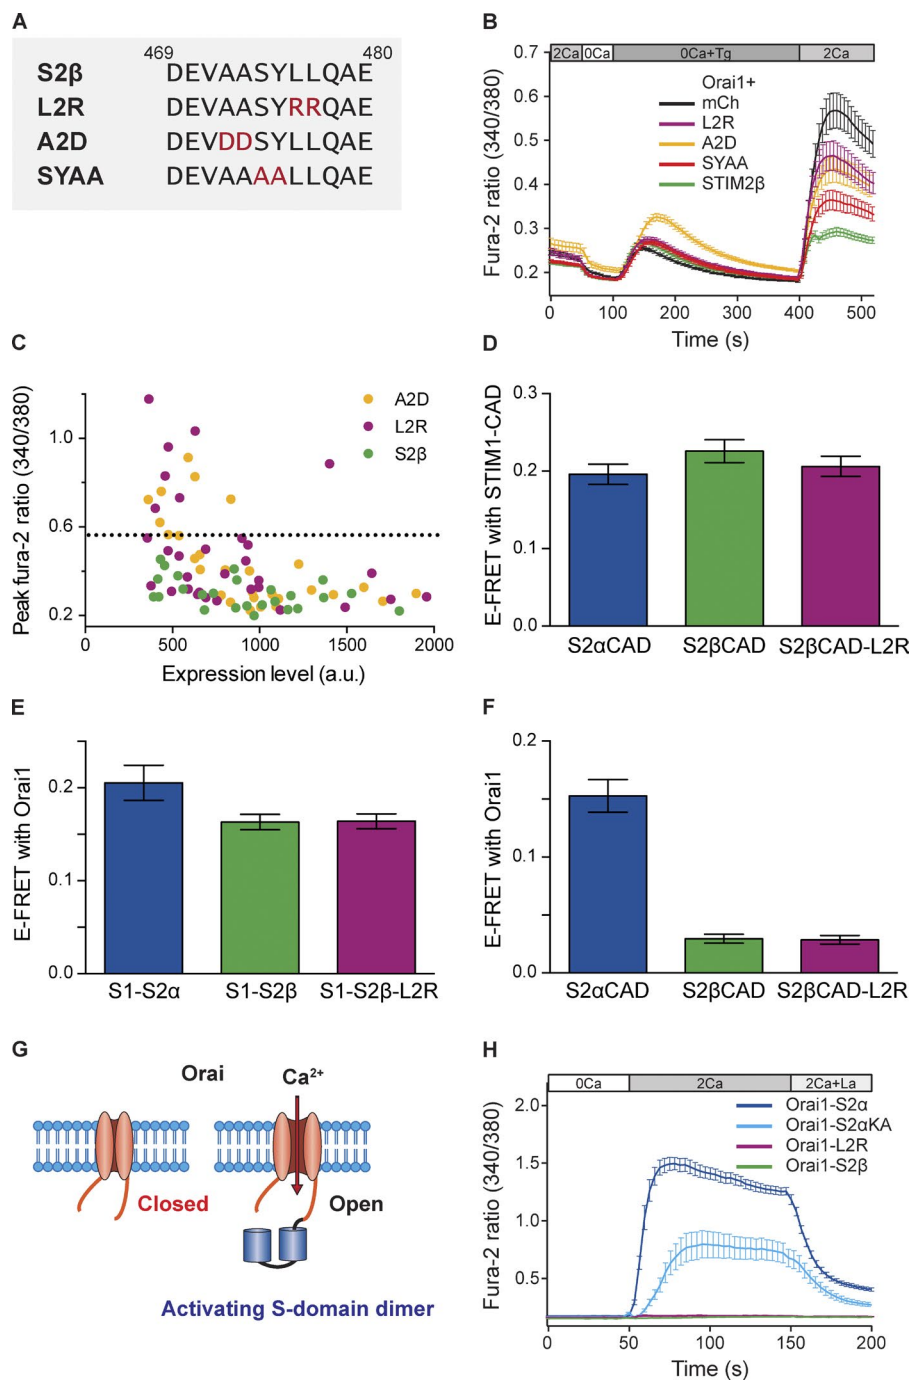 A
469 480
S2β DEVAASYLLQAE
L2R DEVAASYRRQAE
A2D DEVDDSYLLQAE
SYAA DEVAAAALLQAE
B
2Ca 0Ca 0Ca+Tg 2Ca
Orai1+
mCh
L2R
A2D
SYAA
STIM2β
Fura-2 ratio (340/380)
0.7
0.6
0.5
0.4
0.3
0.2
0 100 200 300 400 500
Time (s)
C
A2D
L2R
S2β
Peak fura-2 ratio (340/380)
1.0
0.6
0.2
0 500 1000 1500 2000
Expression level (a.u.)
D
E-FRET with STIM1-CAD
0.3
0.2
0.1
0.0
S2αCAD S2βCAD S2βCAD-L2R
E
E-FRET with Orai1
0.2
0.1
0.0
S1-S2α S1-S2β S1-S2β-L2R
F
E-FRET with Orai1
0.2
0.1
0.0
S2αCAD S2βCAD S2βCAD-L2R
G
Orai Ca²⁺
Closed Open
Activating S-domain dimer
H
0Ca 2Ca 2Ca+La
Orai1-S2α
Orai1-S2αKA
Orai1-L2R
Orai1-S2β
Fura-2 ratio (340/380)
2.0
1.5
1.0
0.5
0 50 100 150 200
Time (s)